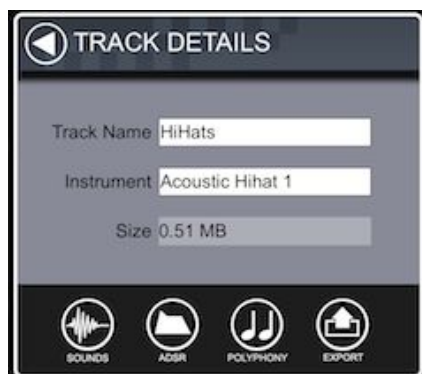 TRACK DETAILS
Track Name HiHats
Instrument Acoustic Hihat 1
Size 0.51 MB
SOUNDS ADSR POLYPHONY EXPORT